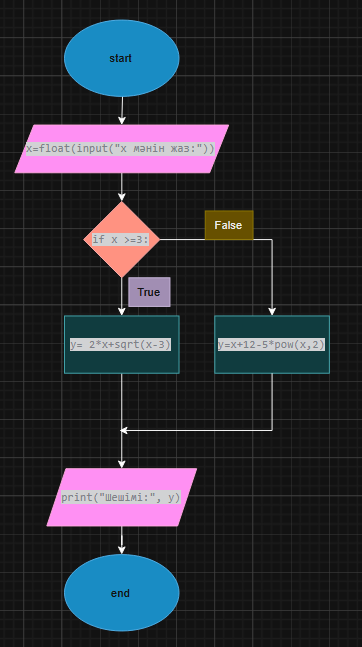 start
x=float(input("x мәнін жаз:"))
if x >=3:
False
True
y= 2*x+sqrt(x-3)
y=x+12-5*pow(x,2)
print("Шешімі:", y)
end